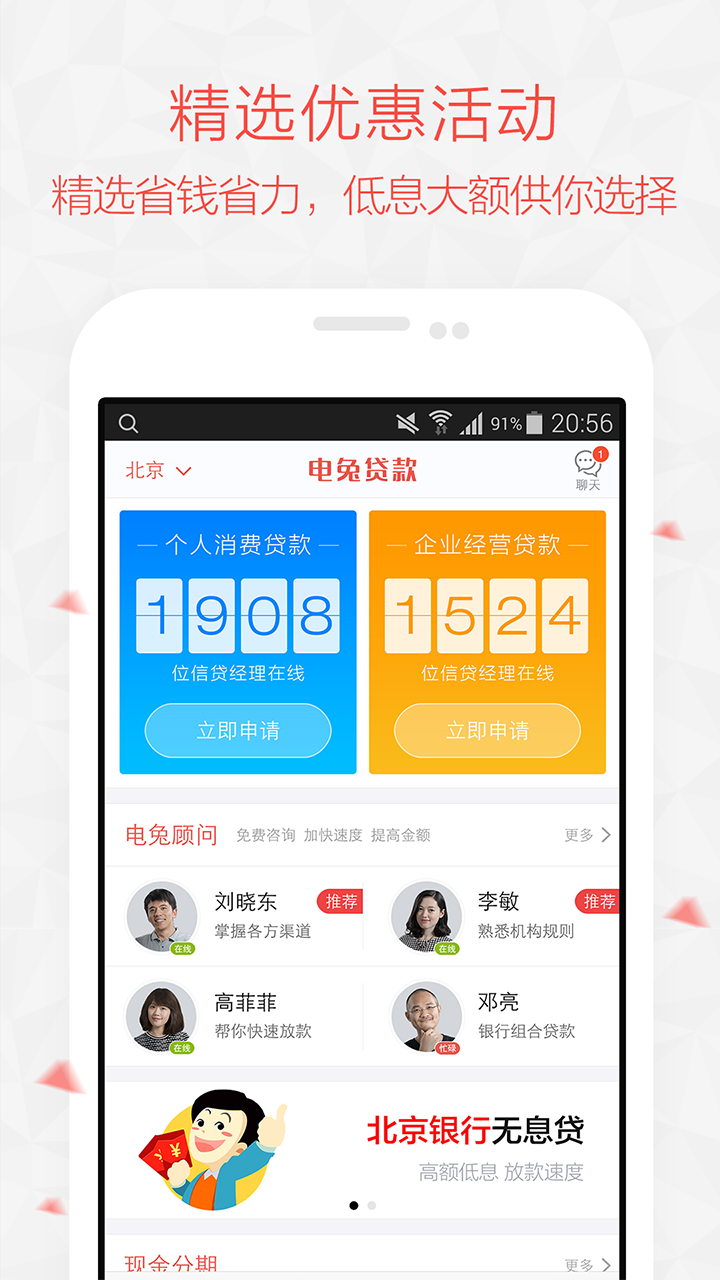 精选优惠活动
精选省钱省力，低息大额供你选择
91% 20:56
北京 电兔贷款 1
聊天
个人消费贷款 企业经营贷款
1908 1524
位信贷经理在线 位信贷经理在线
立即申请 立即申请
电兔顾问 免费咨询 加快速度 提高金额 更多
刘晓东 推荐 李敏 推荐
掌握各方渠道 熟悉机构规则
在线 在线
高菲菲 邓亮
帮你快速放款 银行组合贷款
在线 忙碌
¥
北京银行无息贷
高额低息 放款速度
现金分期 更多